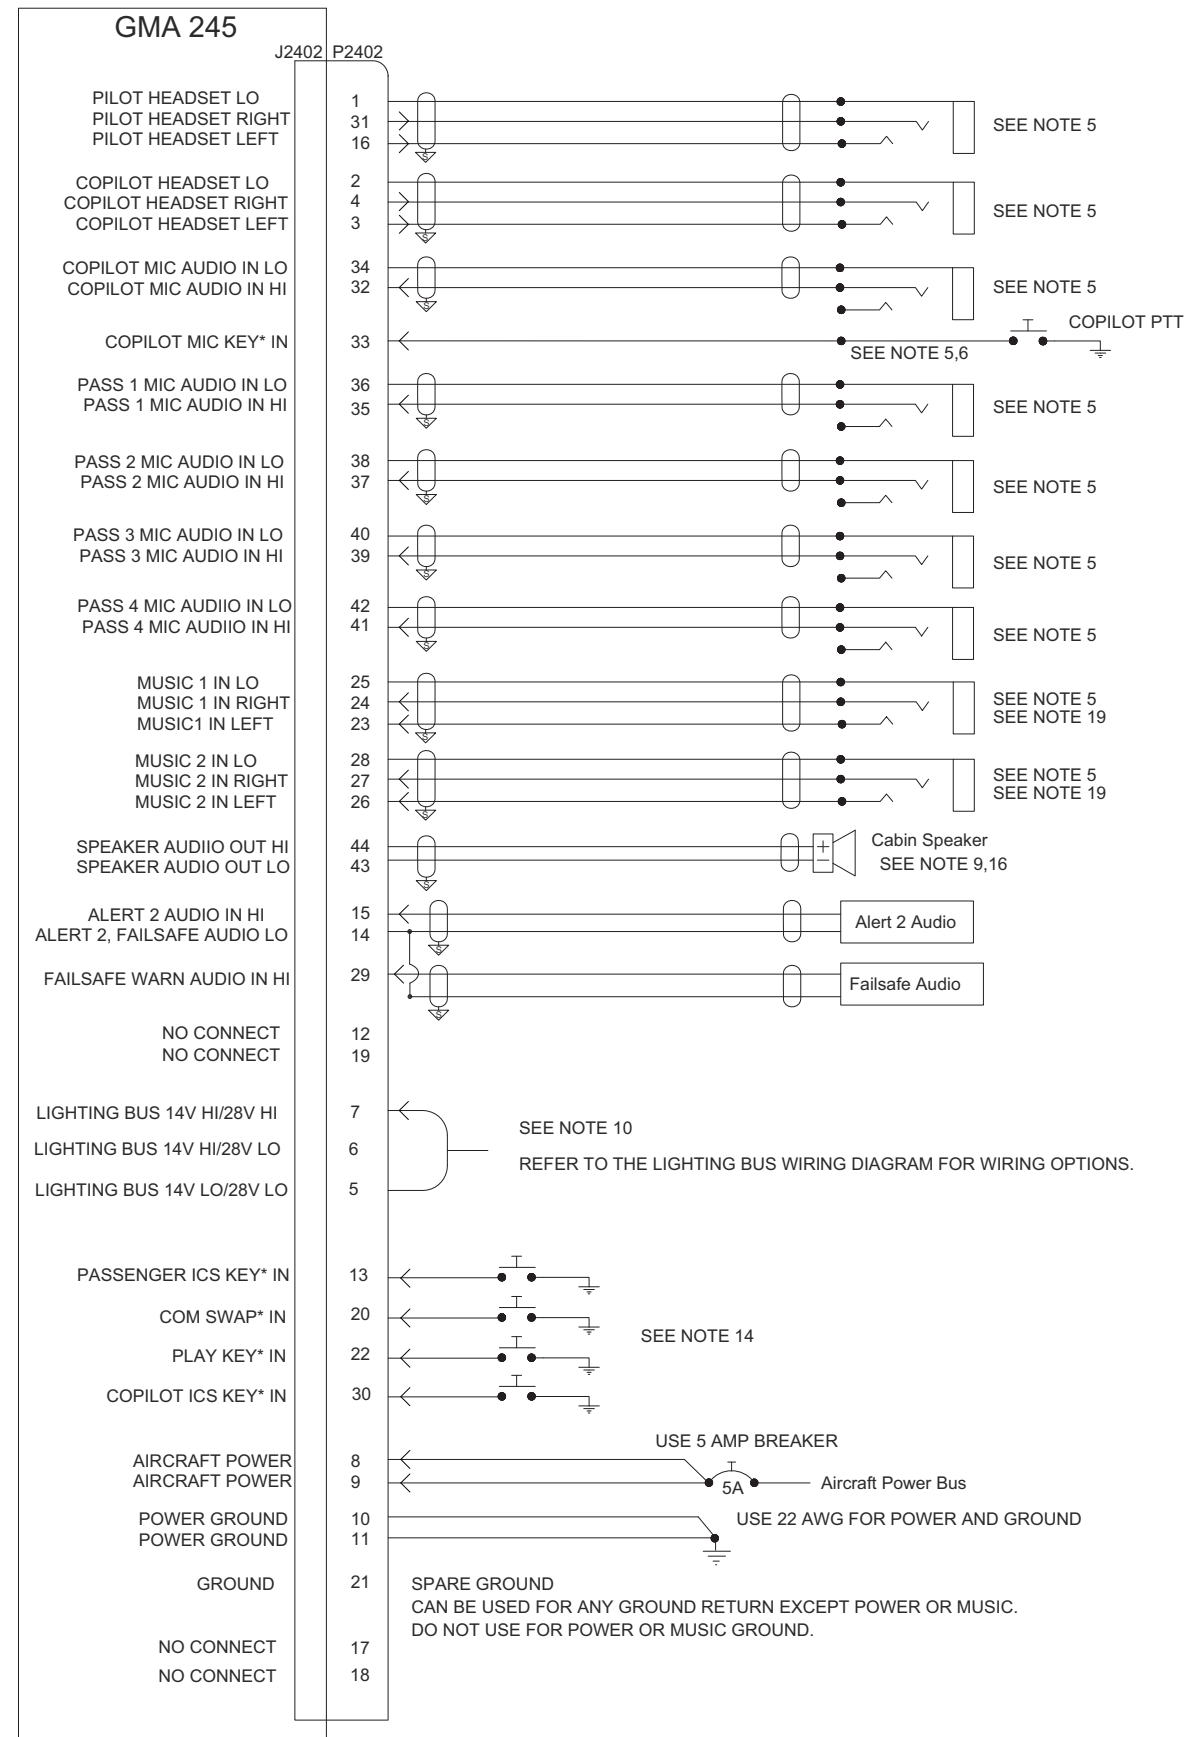 GMA 245
J2402 P2402
PILOT HEADSET LO 1
PILOT HEADSET RIGHT 31
PILOT HEADSET LEFT 16
S
SEE NOTE 5
COPILOT HEADSET LO 2
COPILOT HEADSET RIGHT 4
COPILOT HEADSET LEFT 3
S
SEE NOTE 5
COPILOT MIC AUDIO IN LO 34
COPILOT MIC AUDIO IN HI 32
S
SEE NOTE 5
COPILOT PTT
COPILOT MIC KEY* IN 33
SEE NOTE 5,6
PASS 1 MIC AUDIO IN LO 36
PASS 1 MIC AUDIO IN HI 35
S
SEE NOTE 5
PASS 2 MIC AUDIO IN LO 38
PASS 2 MIC AUDIO IN HI 37
S
SEE NOTE 5
PASS 3 MIC AUDIO IN LO 40
PASS 3 MIC AUDIO IN HI 39
S
SEE NOTE 5
PASS 4 MIC AUDIIO IN LO 42
PASS 4 MIC AUDIIO IN HI 41
S
SEE NOTE 5
MUSIC 1 IN LO 25
MUSIC 1 IN RIGHT 24
MUSIC1 IN LEFT 23
S
SEE NOTE 5
SEE NOTE 19
MUSIC 2 IN LO 28
MUSIC 2 IN RIGHT 27
MUSIC 2 IN LEFT 26
S
SEE NOTE 5
SEE NOTE 19
SPEAKER AUDIIO OUT HI 44
SPEAKER AUDIO OUT LO 43
S
+
−
Cabin Speaker
SEE NOTE 9,16
ALERT 2 AUDIO IN HI 15
ALERT 2, FAILSAFE AUDIO LO 14
S
Alert 2 Audio
FAILSAFE WARN AUDIO IN HI 29
S
Failsafe Audio
NO CONNECT 12
NO CONNECT 19
LIGHTING BUS 14V HI/28V HI 7
LIGHTING BUS 14V HI/28V LO 6
LIGHTING BUS 14V LO/28V LO 5
SEE NOTE 10
REFER TO THE LIGHTING BUS WIRING DIAGRAM FOR WIRING OPTIONS.
PASSENGER ICS KEY* IN 13
COM SWAP* IN 20
PLAY KEY* IN 22
COPILOT ICS KEY* IN 30
SEE NOTE 14
USE 5 AMP BREAKER
AIRCRAFT POWER 8
AIRCRAFT POWER 9
5A
Aircraft Power Bus
POWER GROUND 10
POWER GROUND 11
USE 22 AWG FOR POWER AND GROUND
GROUND 21
SPARE GROUND
CAN BE USED FOR ANY GROUND RETURN EXCEPT POWER OR MUSIC.
DO NOT USE FOR POWER OR MUSIC GROUND.
NO CONNECT 17
NO CONNECT 18